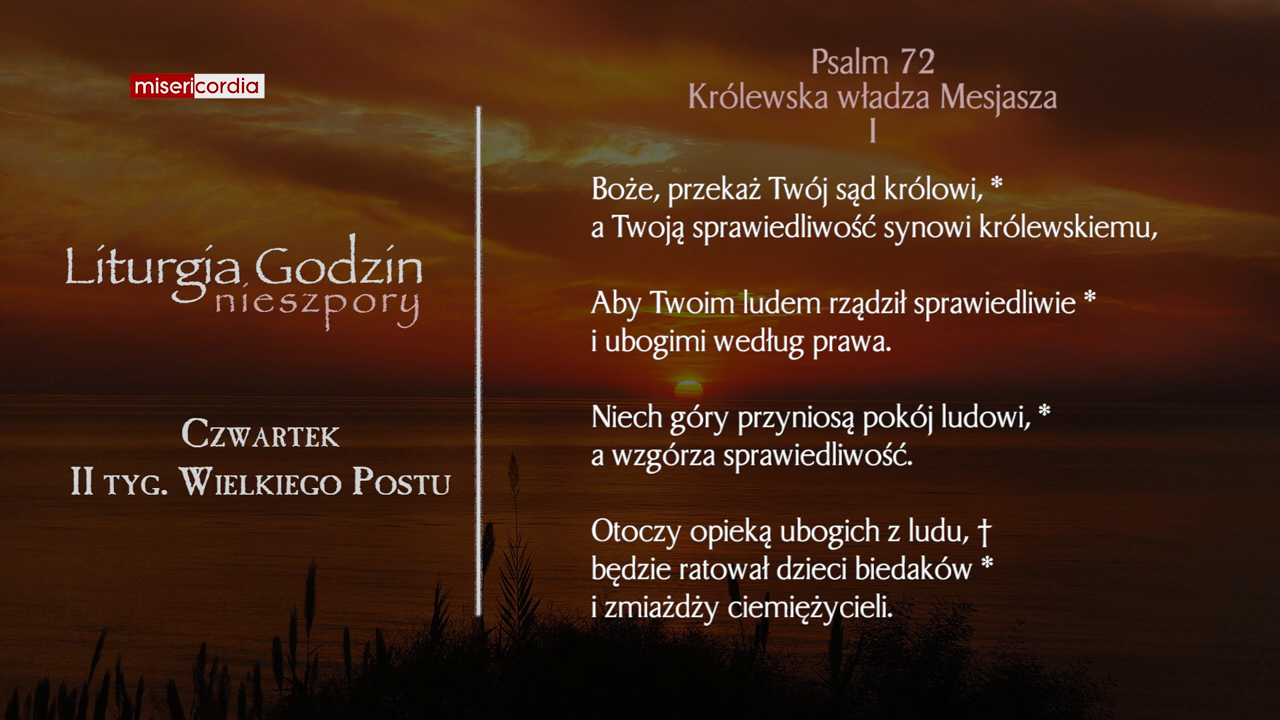 misericordia
Liturgia Godzin
nieszpory
Czwartek
II tyg. Wielkiego Postu
Psalm 72
Królewska władza Mesjasza
I
Boże, przekaż Twój sąd królowi, *
a Twoją sprawiedliwość synowi królewskiemu,
Aby Twoim ludem rządził sprawiedliwie *
i ubogimi według prawa.
Niech góry przyniosą pokój ludowi, *
a wzgórza sprawiedliwość.
Otoczy opieką ubogich z ludu, †
będzie ratował dzieci biedaków *
i zmiażdży ciemiężycieli.